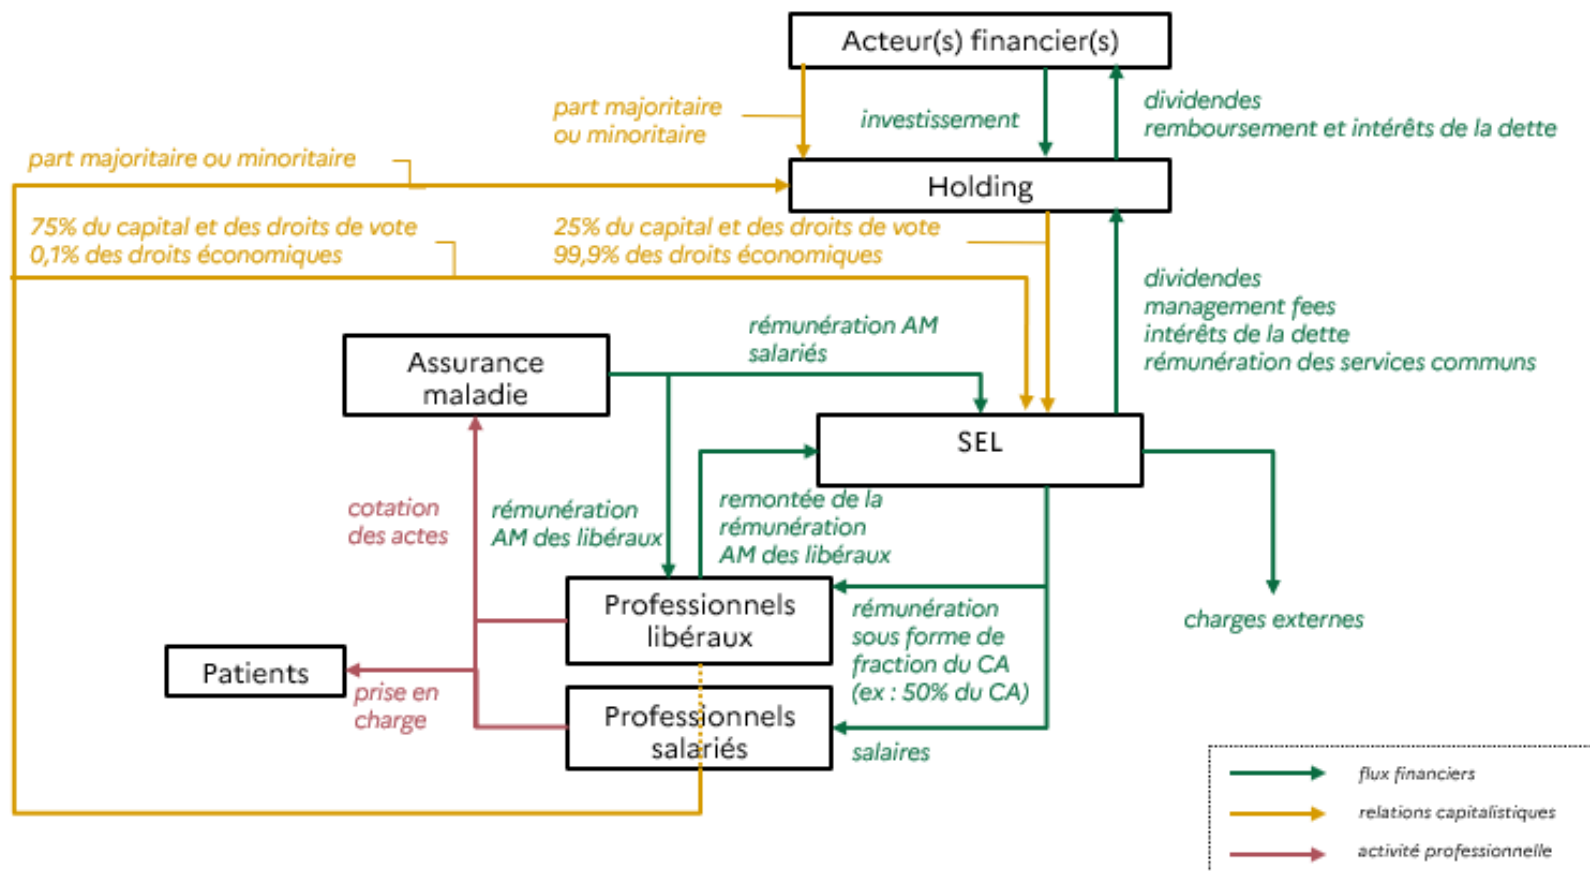 Acteur(s) financier(s)
part majoritaire
ou minoritaire
investissement
dividendes
remboursement et intérêts de la dette
part majoritaire ou minoritaire
Holding
75% du capital et des droits de vote
0,1% des droits économiques
25% du capital et des droits de vote
99,9% des droits économiques
dividendes
management fees
intérêts de la dette
rémunération des services communs
rémunération AM
salariés
Assurance
maladie
SEL
cotation
des actes
rémunération
AM des libéraux
remontée de la
rémunération
AM des libéraux
Professionnels
libéraux
rémunération
sous forme de
fraction du CA
(ex : 50% du CA)
charges externes
Patients
prise en
charge
Professionnels
salariés
salaires
flux financiers
relations capitalistiques
activité professionnelle